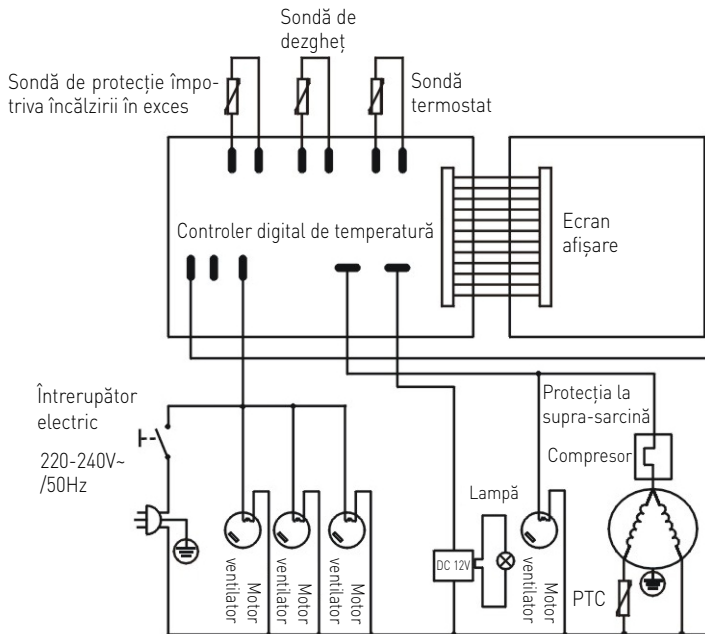 Sondă de
dezgheț
Sondă de protecție împo-
triva încălzirii în exces
Sondă
termostat
Controler digital de temperatură
Ecran
afișare
Întrerupător
electric
220-240V~
/50Hz
Protecția la
supra-sarcină
Compresor
Lampă
DC 12V
PTC
Motor
ventilator
Motor
ventilator
Motor
ventilator
Motor
ventilator